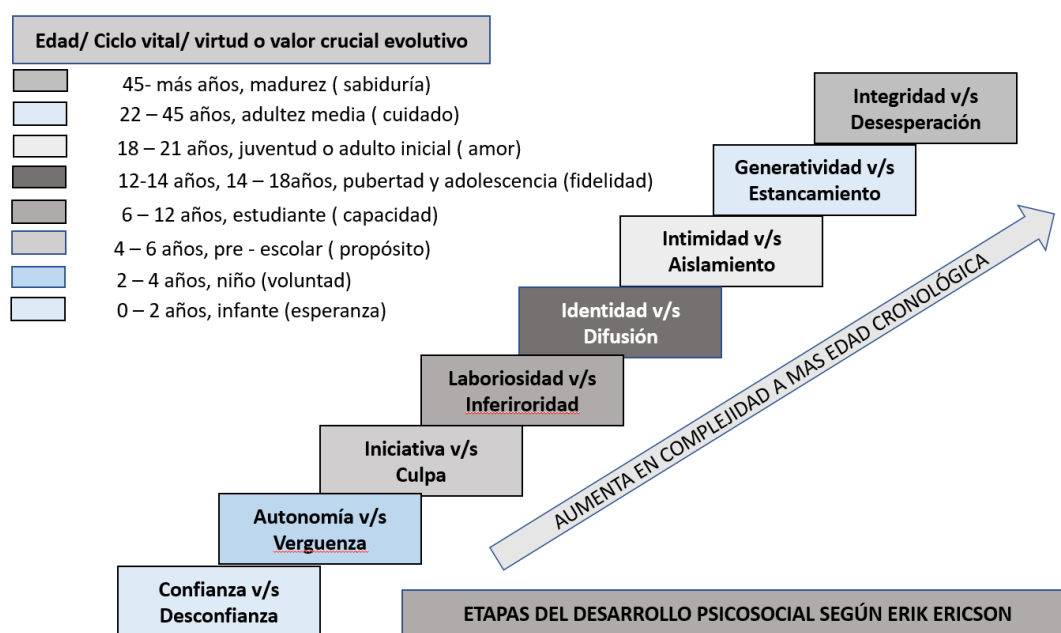 Edad/ Ciclo vital/ virtud o valor crucial evolutivo
45- más años, madurez ( sabiduría)
22 – 45 años, adultez media ( cuidado)
18 – 21 años, juventud o adulto inicial ( amor)
12-14 años, 14 – 18años, pubertad y adolescencia (fidelidad)
6 – 12 años, estudiante ( capacidad)
4 – 6 años, pre - escolar ( propósito)
2 – 4 años, niño (voluntad)
0 – 2 años, infante (esperanza)
Integridad v/s
Desesperación
Generatividad v/s
Estancamiento
Intimidad v/s
Aislamiento
Identidad v/s
Difusión
Laboriosidad v/s
Inferiroridad
Iniciativa v/s
Culpa
Autonomía v/s
Verguenza
Confianza v/s
Desconfianza
AUMENTA EN COMPLEJIDAD A MAS EDAD CRONOLÓGICA
ETAPAS DEL DESARROLLO PSICOSOCIAL SEGÚN ERIK ERICSON